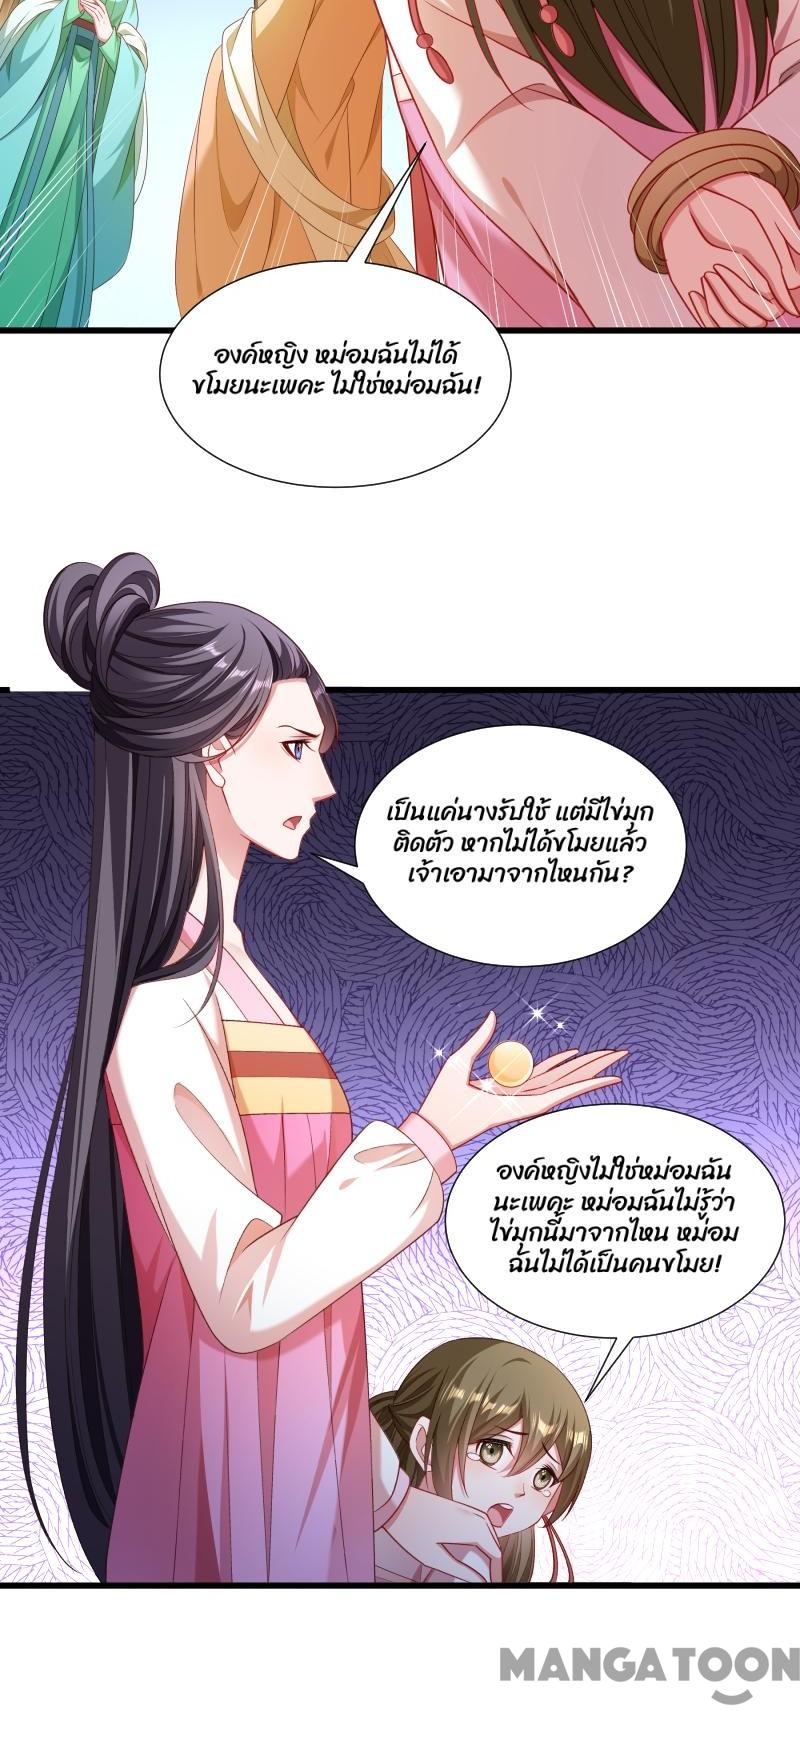 องค์หญิง หม่อมฉันไม่ได้
ขโมยนะเพคะ ไม่ใช่หม่อมฉัน!
เป็นแค่นางรับใช้ แต่มีไข่มุก
ติดตัว หากไม่ได้ขโมยแล้ว
เจ้าเอามาจากไหนกัน?
องค์หญิงไม่ใช่หม่อมฉัน
นะเพคะ หม่อมฉันไม่รู้ว่า
ไข่มุกนี้มาจากไหน หม่อม
ฉันไม่ได้เป็นคนขโมย!
MANGATOON